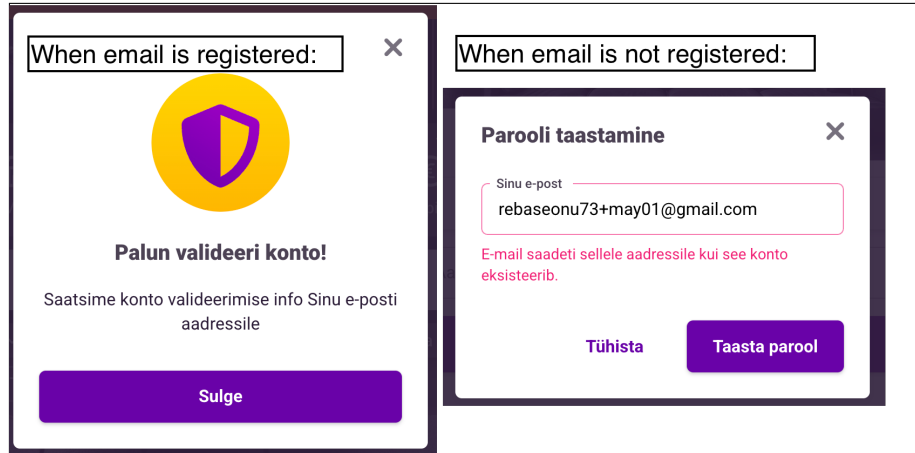 When email is registered:
Palun valideeri konto!
Saatsime konto valideerimise info Sinu e-posti
aadressile
Sulge
When email is not registered:
Parooli taastamine
Sinu e-post
rebaseonu73+may01@gmail.com
E-mail saadeti sellele aadressile kui see konto
eksisteerib.
Tühista
Taasta parool